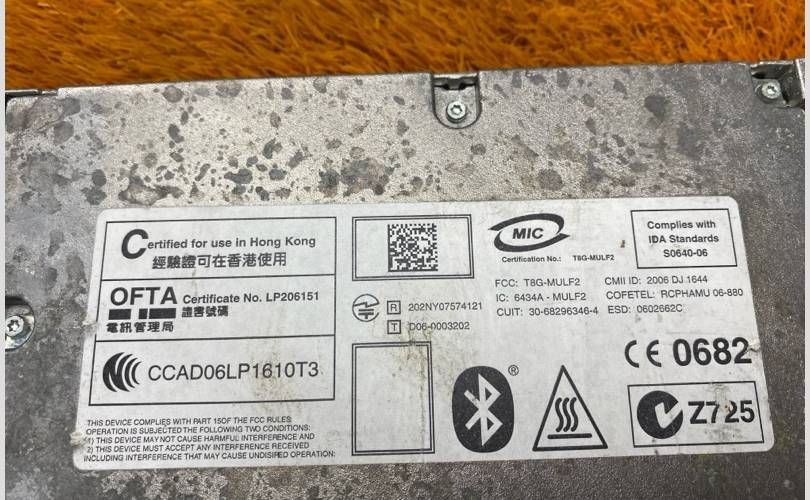 Certified for use in Hong Kong
經驗證可在香港使用
OFTA Certificate No. LP206151
電訊管理局 證書號碼
CCAD06LP1610T3
THIS DEVICE COMPLIES WITH PART 15OF THE FCC RULES
OPERATION IS SUBJECTED THE FOLLOWING TWO CONDITIONS:
1) THIS DEVICE MAY NOT CAUSE HARMFUL INTERFERENCE AND
2) THIS DEVICE MUST ACCEPT ANY INTERFERENCE RECEIVED
INCLUDING INTERFERENCE THAT MAY CAUSE UNDISIRED OPERATION:
R 202NY07574121
T D06-0003202
MIC
Certification No.: T8G-MULF2
Complies with
IDA Standards
S0640-06
FCC: T8G-MULF2 CMII ID: 2006 DJ 1644
IC: 6434A - MULF2 COFETEL: RCPHAMU 06-880
CUIT: 30-68296346-4 ESD: 0602662C
CE 0682
®
Z725